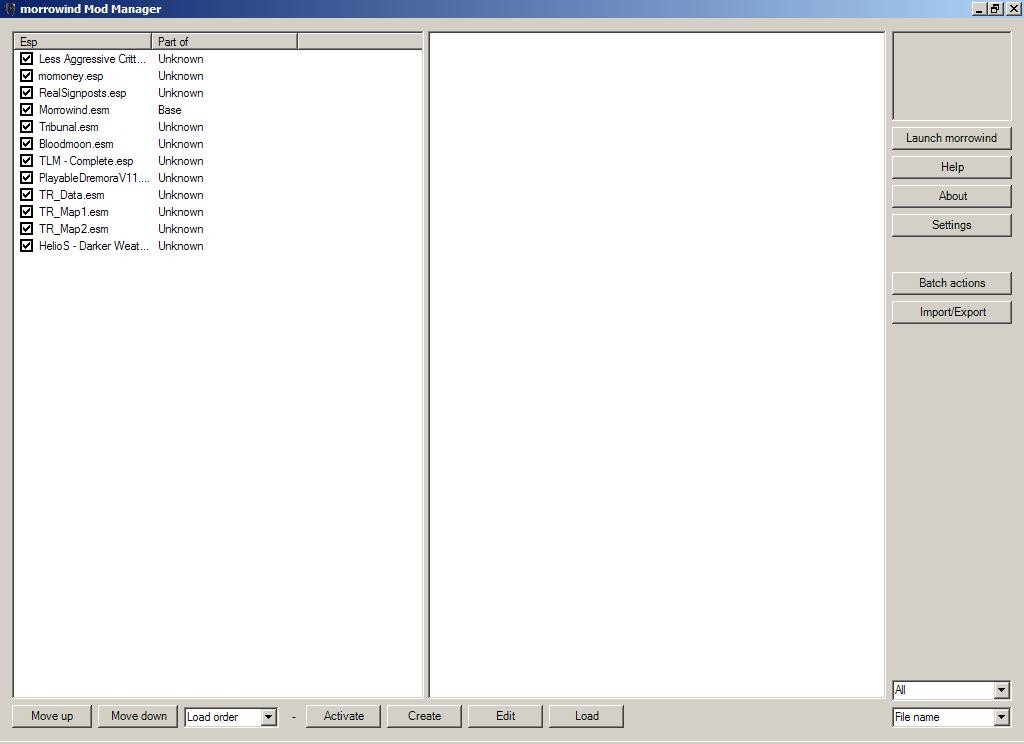 morrowind Mod Manager
Esp Part of
Less Aggressive Critt... Unknown
momoney.esp Unknown
RealSignposts.esp Unknown
Morrowind.esm Base
Tribunal.esm Unknown
Bloodmoon.esm Unknown
TLM - Complete.esp Unknown
PlayableDremoraV11.... Unknown
TR_Data.esm Unknown
TR_Map1.esm Unknown
TR_Map2.esm Unknown
HelioS - Darker Weat... Unknown
Launch morrowind
Help
About
Settings
Batch actions
Import/Export
All
Move up Move down Load order - Activate Create Edit Load File name